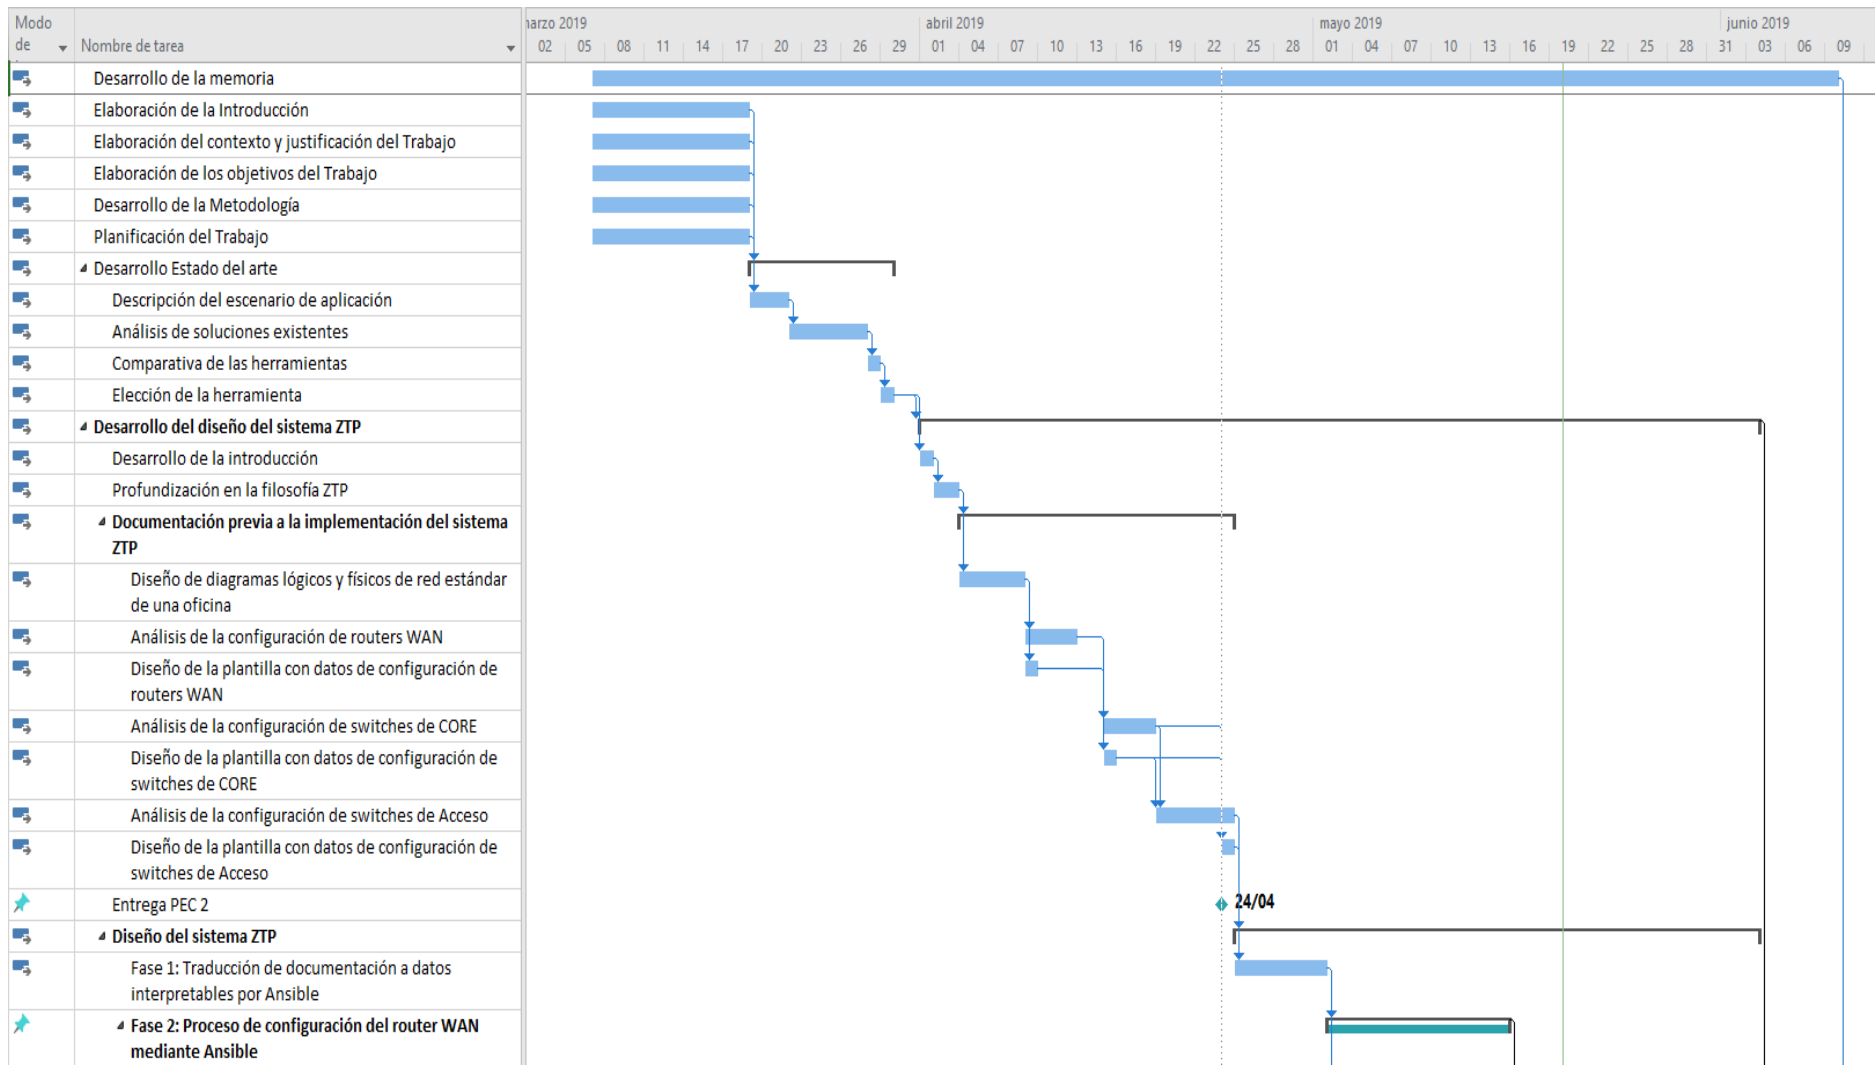 Modo
de
Nombre de tarea
arzo 2019
abril 2019
mayo 2019
junio 2019
02 05 08 11 14 17 20 23 26 29 01 04 07 10 13 16 19 22 25 28 01 04 07 10 13 16 19 22 25 28 31 03 06 09
Desarrollo de la memoria
Elaboración de la Introducción
Elaboración del contexto y justificación del Trabajo
Elaboración de los objetivos del Trabajo
Desarrollo de la Metodología
Planificación del Trabajo
Desarrollo Estado del arte
Descripción del escenario de aplicación
Análisis de soluciones existentes
Comparativa de las herramientas
Elección de la herramienta
Desarrollo del diseño del sistema ZTP
Desarrollo de la introducción
Profundización en la filosofía ZTP
Documentación previa a la implementación del sistema
ZTP
Diseño de diagramas lógicos y físicos de red estándar
de una oficina
Análisis de la configuración de routers WAN
Diseño de la plantilla con datos de configuración de
routers WAN
Análisis de la configuración de switches de CORE
Diseño de la plantilla con datos de configuración de
switches de CORE
Análisis de la configuración de switches de Acceso
Diseño de la plantilla con datos de configuración de
switches de Acceso
Entrega PEC 2
24/04
Diseño del sistema ZTP
Fase 1: Traducción de documentación a datos
interpretables por Ansible
Fase 2: Proceso de configuración del router WAN
mediante Ansible